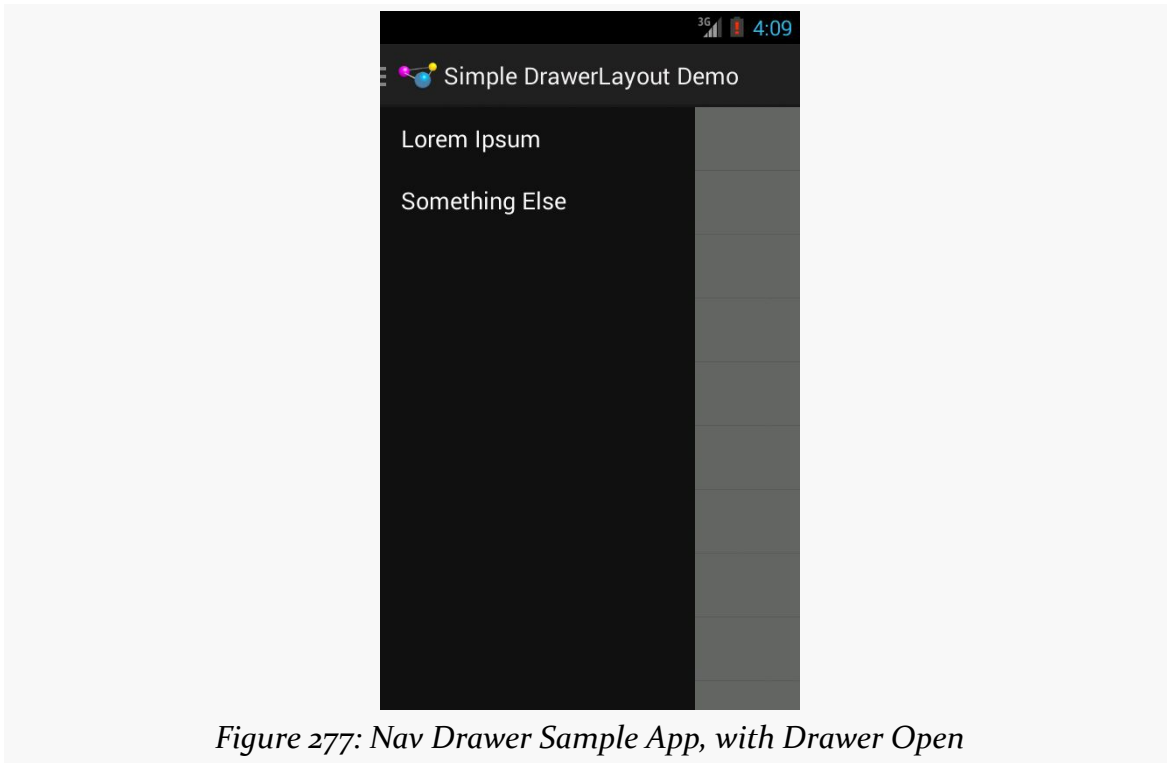 3G 4:09
Simple DrawerLayout Demo
Lorem Ipsum
Something Else
Figure 277: Nav Drawer Sample App, with Drawer Open